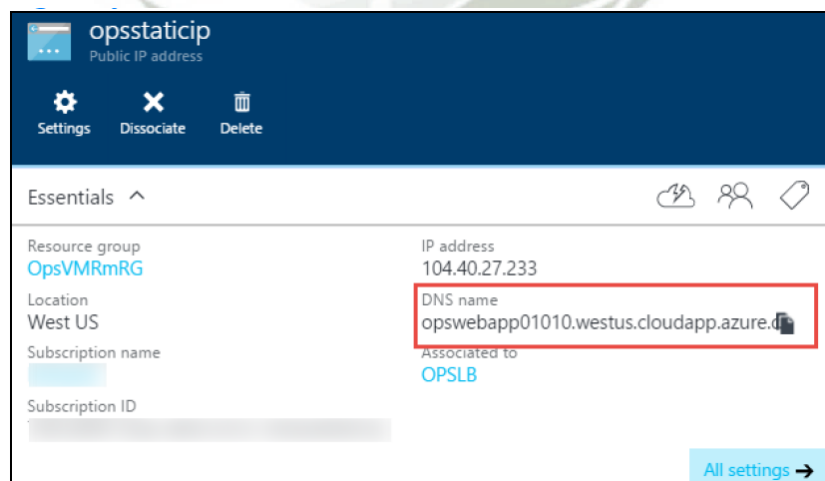 opsstaticip
Public IP address
Settings Dissociate Delete
Essentials
Resource group
OpsVMRmRG
IP address
104.40.27.233
Location
West US
DNS name
opswebapp01010.westus.cloudapp.azure.
Subscription name
Associated to
OPSLB
Subscription ID
All settings